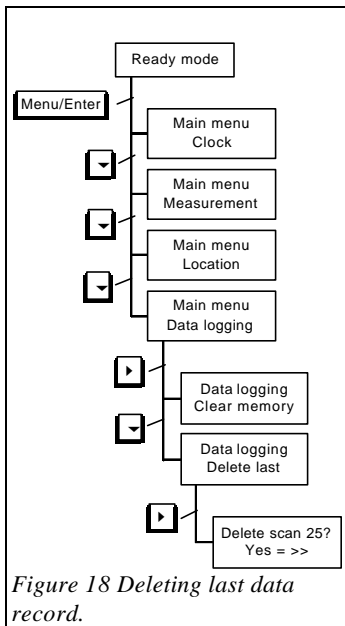 Ready mode
Menu/Enter
Main menu
Clock
Main menu
Measurement
Main menu
Location
Main menu
Data logging
Data logging
Clear memory
Data logging
Delete last
Delete scan 25?
Yes = >>
Figure 18 Deleting last data
record.